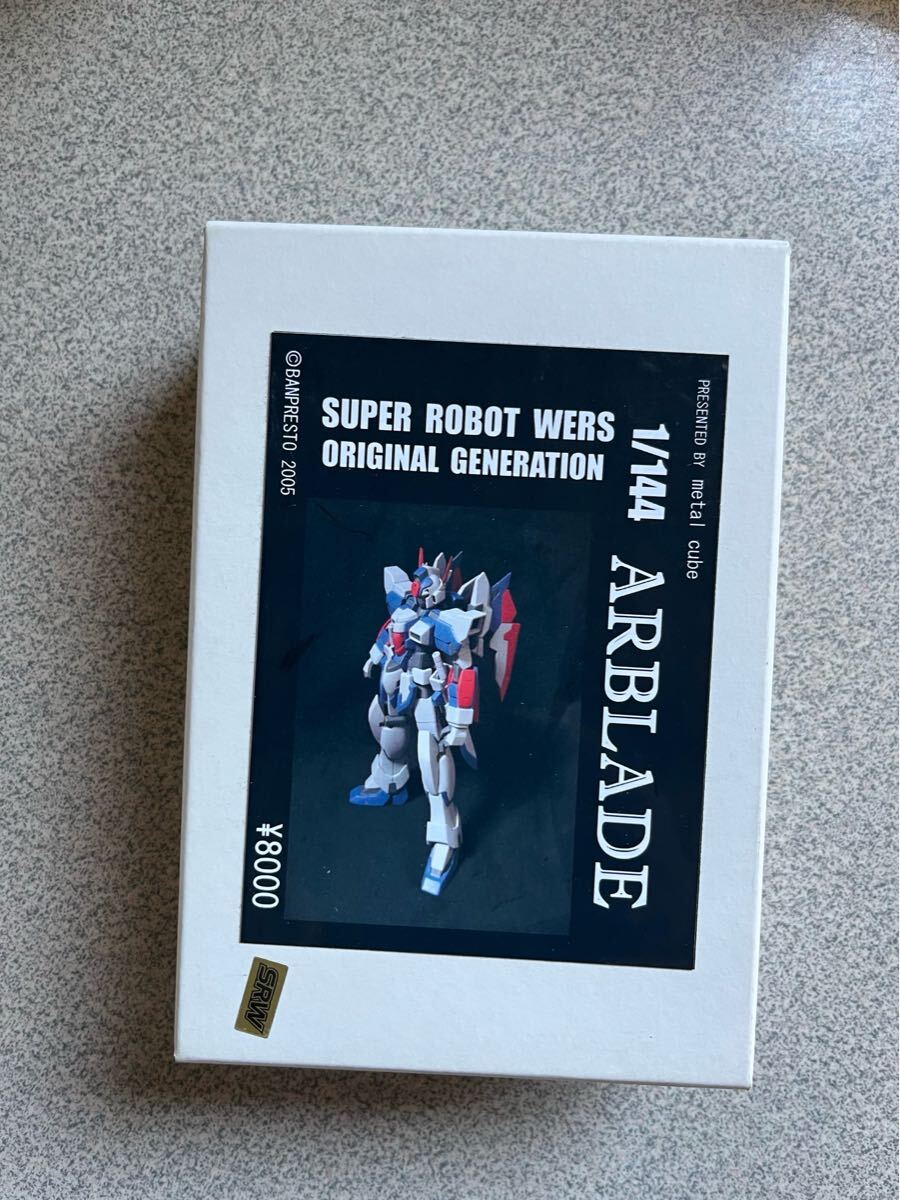 PRESENTED BY metal cube
1/144 ARBLADE
SUPER ROBOT WERS
ORIGINAL GENERATION
©BANPRESTO 2005
¥8000
SRW